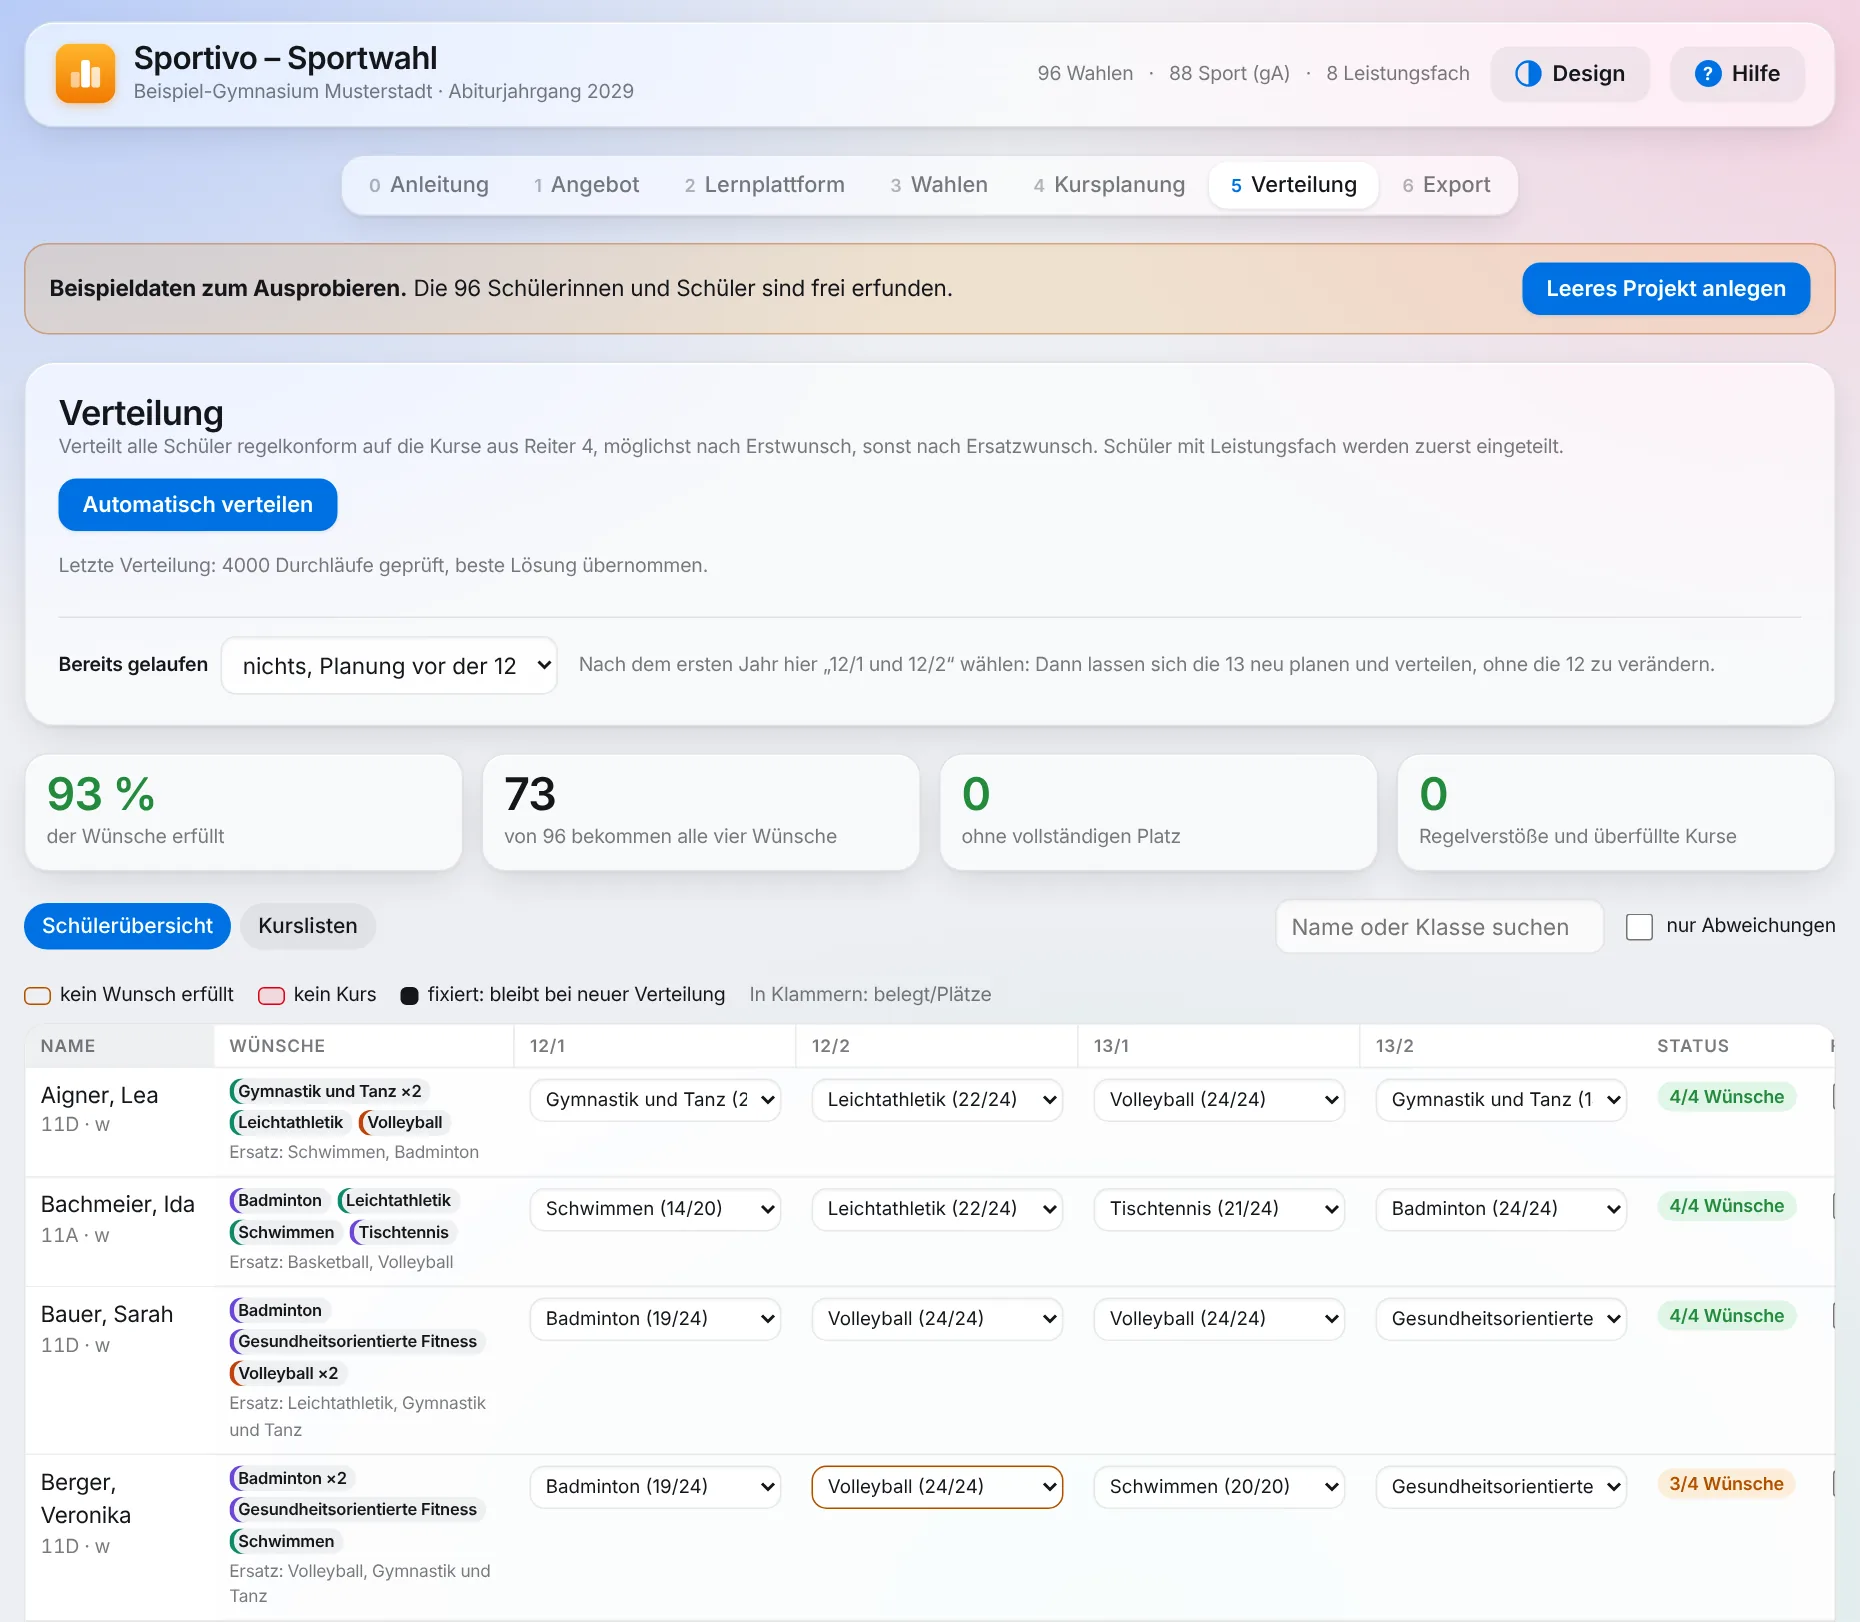 Sportivo – Sportwahl
Beispiel-Gymnasium Musterstadt · Abiturjahrgang 2029
96 Wahlen · 88 Sport (gA) · 8 Leistungsfach
Design
? Hilfe
0 Anleitung 1 Angebot 2 Lernplattform 3 Wahlen 4 Kursplanung 5 Verteilung 6 Export
Beispieldaten zum Ausprobieren. Die 96 Schülerinnen und Schüler sind frei erfunden.
Leeres Projekt anlegen
Verteilung
Verteilt alle Schüler regelkonform auf die Kurse aus Reiter 4, möglichst nach Erstwunsch, sonst nach Ersatzwunsch. Schüler mit Leistungsfach werden zuerst eingeteilt.
Automatisch verteilen
Letzte Verteilung: 4000 Durchläufe geprüft, beste Lösung übernommen.
Bereits gelaufen nichts, Planung vor der 12 Nach dem ersten Jahr hier „12/1 und 12/2“ wählen: Dann lassen sich die 13 neu planen und verteilen, ohne die 12 zu verändern.
93 %
der Wünsche erfüllt
73
von 96 bekommen alle vier Wünsche
0
ohne vollständigen Platz
0
Regelverstöße und überfüllte Kurse
Schülerübersicht Kurslisten Name oder Klasse suchen nur Abweichungen
kein Wunsch erfüllt kein Kurs fixiert: bleibt bei neuer Verteilung In Klammern: belegt/Plätze
NAME WÜNSCHE 12/1 12/2 13/1 13/2 STATUS
Aigner, Lea
11D · w
Gymnastik und Tanz ×2
Leichtathletik Volleyball
Ersatz: Schwimmen, Badminton
Gymnastik und Tanz (2 Leichtathletik (22/24) Volleyball (24/24) Gymnastik und Tanz (1 4/4 Wünsche
Bachmeier, Ida
11A · w
Badminton Leichtathletik
Schwimmen Tischtennis
Ersatz: Basketball, Volleyball
Schwimmen (14/20) Leichtathletik (22/24) Tischtennis (21/24) Badminton (24/24) 4/4 Wünsche
Bauer, Sarah
11D · w
Badminton
Gesundheitsorientierte Fitness
Volleyball ×2
Ersatz: Leichtathletik, Gymnastik
und Tanz
Badminton (19/24) Volleyball (24/24) Volleyball (24/24) Gesundheitsorientierte 4/4 Wünsche
Berger,
Veronika
11D · w
Badminton ×2
Gesundheitsorientierte Fitness
Schwimmen
Ersatz: Volleyball, Gymnastik und
Tanz
Badminton (19/24) Volleyball (24/24) Schwimmen (20/20) Gesundheitsorientierte 3/4 Wünsche